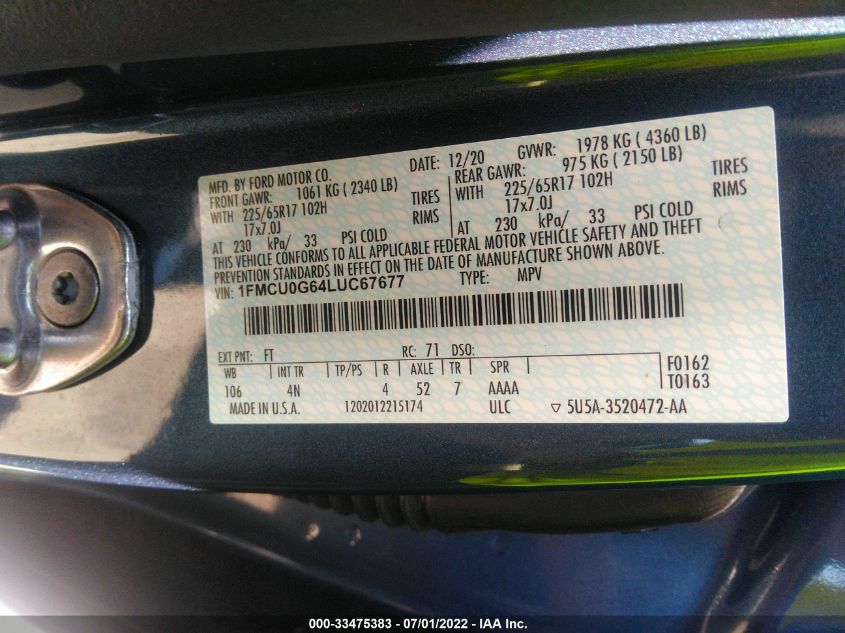 MFD. BY FORD MOTOR CO. DATE: 12/20 GVWR: 1978 KG ( 4360 LB)
FRONT GAWR: 1061 KG ( 2340 LB) REAR GAWR: 975 KG ( 2150 LB)
WITH 225/65R17 102H TIRES WITH 225/65R17 102H TIRES
17x7.0J RIMS 17x7.0J RIMS
AT 230 kPa/ 33 PSI COLD AT 230 kPa/ 33 PSI COLD
THIS VEHICLE CONFORMS TO ALL APPLICABLE FEDERAL MOTOR VEHICLE SAFETY AND THEFT
PREVENTION STANDARDS IN EFFECT ON THE DATE OF MANUFACTURE SHOWN ABOVE.
VIN: 1FMCU0G64LUC67677 TYPE: MPV
EXT PNT: FT RC: 71 DSO:
WB INT TR TP/PS R AXLE TR SPR F0162
106 4N 4 52 7 AAAA T0163
MADE IN U.S.A. 1202012215174 ULC ▽ 5U5A-3520472-AA
000-33475383 - 07/01/2022 - IAA Inc.